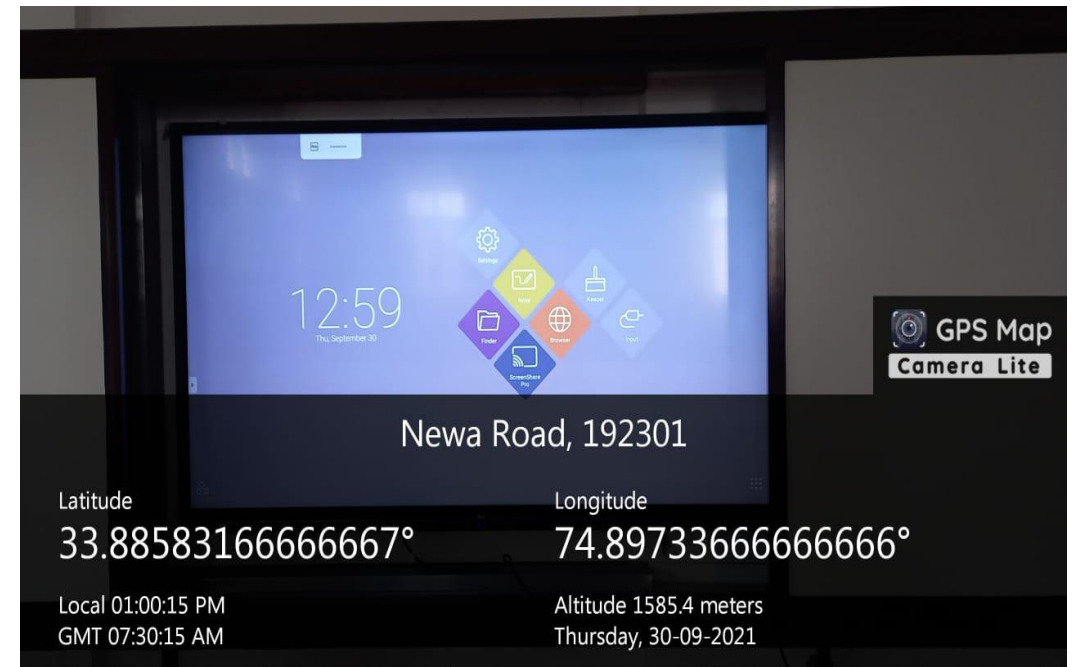 12:59
Thu, September 30
Settings
Note
Keeper
Finder
Browser
Input
ScreenShare
Pro
GPS Map
Camera Lite
Newa Road, 192301
Latitude
33.88583166666667°
Longitude
74.89733666666666°
Local 01:00:15 PM
GMT 07:30:15 AM
Altitude 1585.4 meters
Thursday, 30-09-2021